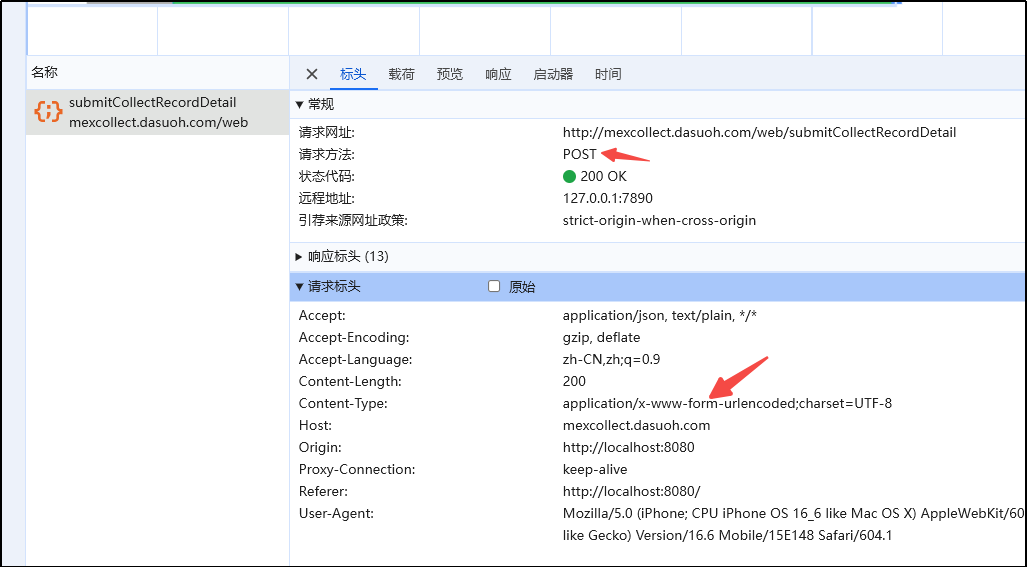 名称
submitCollectRecordDetail
mexcollect.dasuoh.com/web
标头 载荷 预览 响应 启动器 时间
常规
请求网址: http://mexcollect.dasuoh.com/web/submitCollectRecordDetail
请求方法: POST
状态代码: 200 OK
远程地址: 127.0.0.1:7890
引荐来源网址政策: strict-origin-when-cross-origin
响应标头 (13)
请求标头 原始
Accept: application/json, text/plain, */*
Accept-Encoding: gzip, deflate
Accept-Language: zh-CN,zh;q=0.9
Content-Length: 200
Content-Type: application/x-www-form-urlencoded;charset=UTF-8
Host: mexcollect.dasuoh.com
Origin: http://localhost:8080
Proxy-Connection: keep-alive
Referer: http://localhost:8080/
User-Agent: Mozilla/5.0 (iPhone; CPU iPhone OS 16_6 like Mac OS X) AppleWebKit/60
like Gecko) Version/16.6 Mobile/15E148 Safari/604.1